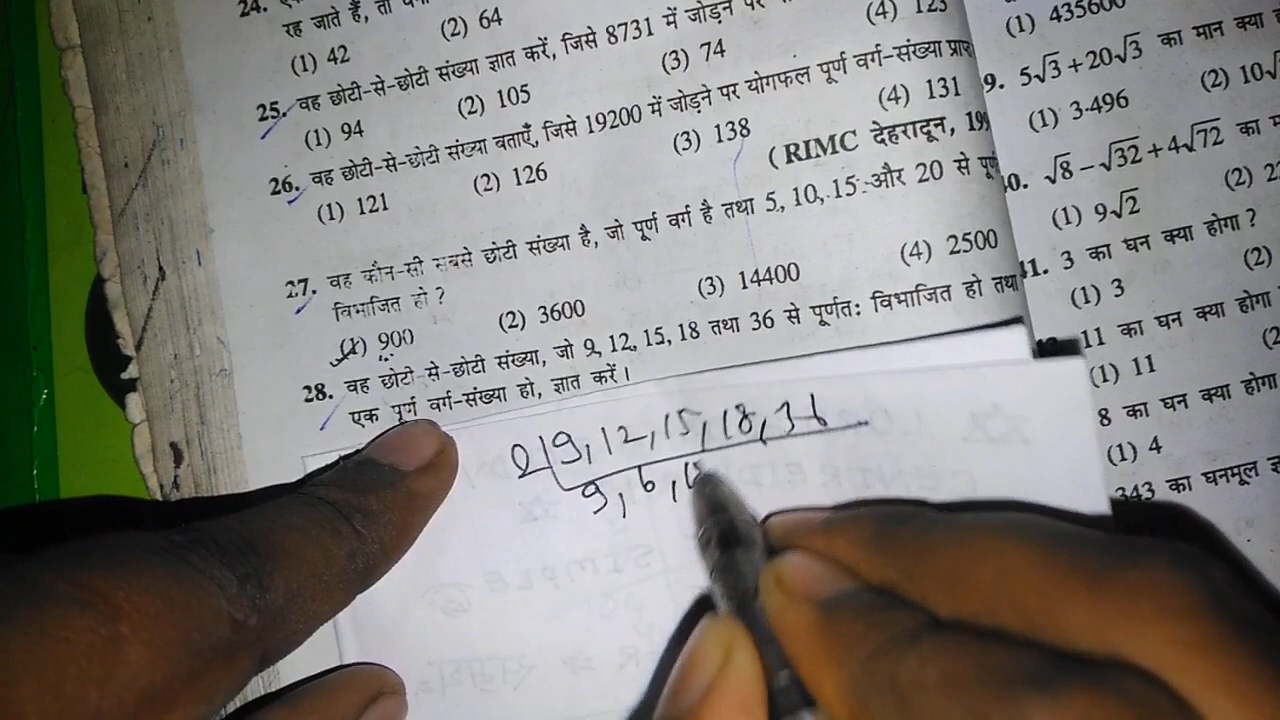 24.
रह जाते हैं, तो
(1) 42
(2) 64
(4) 123
25. वह छोटी-से-छोटी संख्या ज्ञात करें, जिसे 8731 में जोड़ने पर
(1) 94
(2) 105
(3) 74
(4) 131
26. वह छोटी-से-छोटी संख्या बताएँ, जिसे 19200 में जोड़ने पर योगफल पूर्ण वर्ग-संख्या
(1) 121
(2) 126
(3) 138
(RIMC देहरादून, 19
27. वह कौन-सी सबसे छोटी संख्या है, जो पूर्ण वर्ग है तथा 5, 10, 15 और 20 से
विभाजित हो ?
(1) 900
(2) 3600
(3) 14400
(4) 2500
28. वह छोटी-से-छोटी संख्या, जो 9, 12, 15, 18 तथा 36 से पूर्णतः विभाजित हो तथा
एक पूर्ण वर्ग-संख्या हो, ज्ञात करें।
2 9, 12, 15, 18, 36
9, 6,
(1) 435600
9. 5√3 + 20√3 का मान क्या
(1) 3·496
(2) 10√
0. √8 – √32 + 4√72 का
(1) 9√2
(2) 2
11. 3 का घन क्या होगा ?
(1) 3
(2)
11 का घन क्या होगा
(1) 11
(2
8 का घन क्या होगा
(1) 4
343 का घनमूल